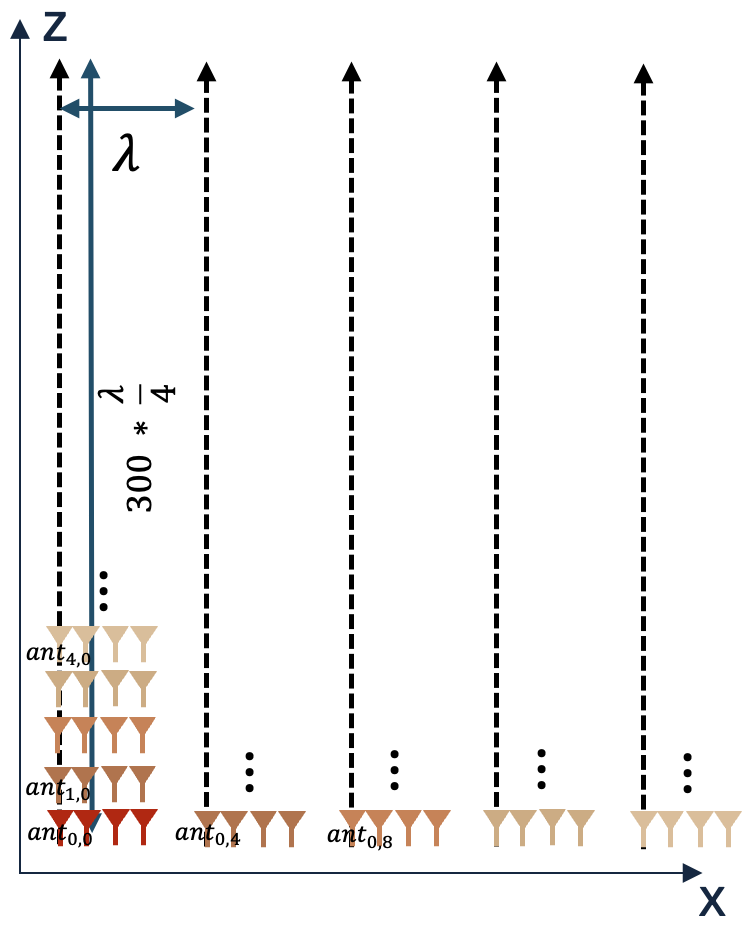 Z
λ
300 * λ/4
ant4,0
ant1,0
ant0,0
ant0,4
ant0,8
X